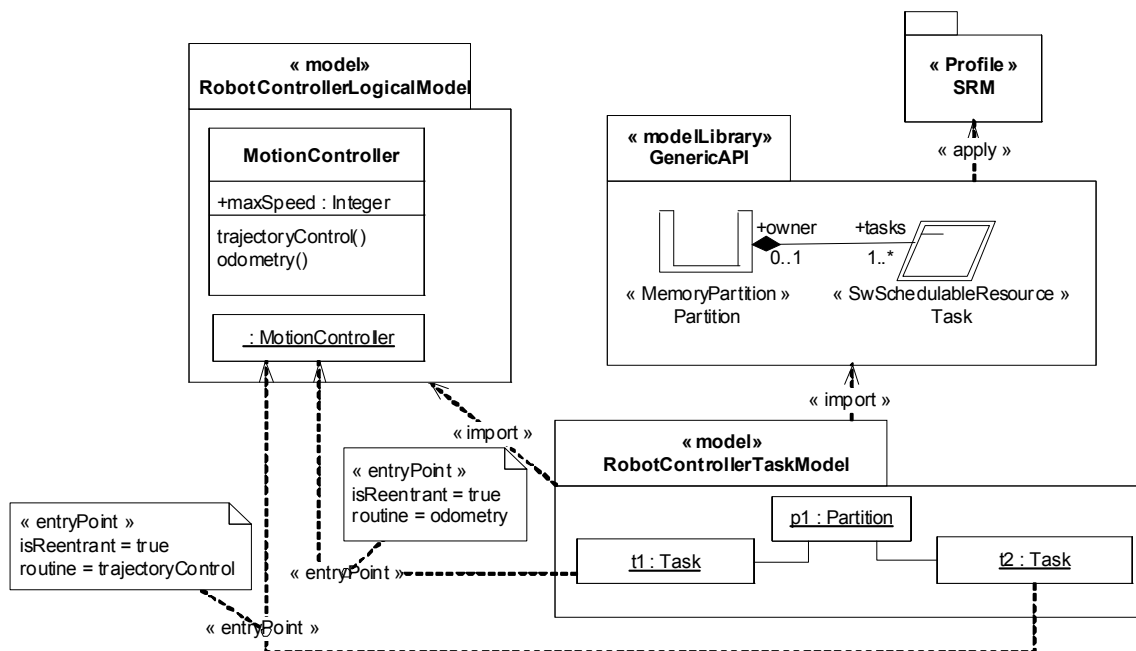 « model»
RobotControllerLogicalModel
MotionController
+maxSpeed : Integer
trajectoryControl()
odometry()
: MotionController
« Profile »
SRM
« apply »
« modelLibrary»
GenericAPI
+owner
+tasks
0..1
1..*
« MemoryPartition »
Partition
« SwSchedulableResource »
Task
« import »
« import »
« model»
RobotControllerTaskModel
p1 : Partition
t1 : Task
t2 : Task
« entryPoint »
isReentrant = true
routine = odometry
« entryPoint »
isReentrant = true
routine = trajectoryControl
« entryPoint »
« entryPoint »